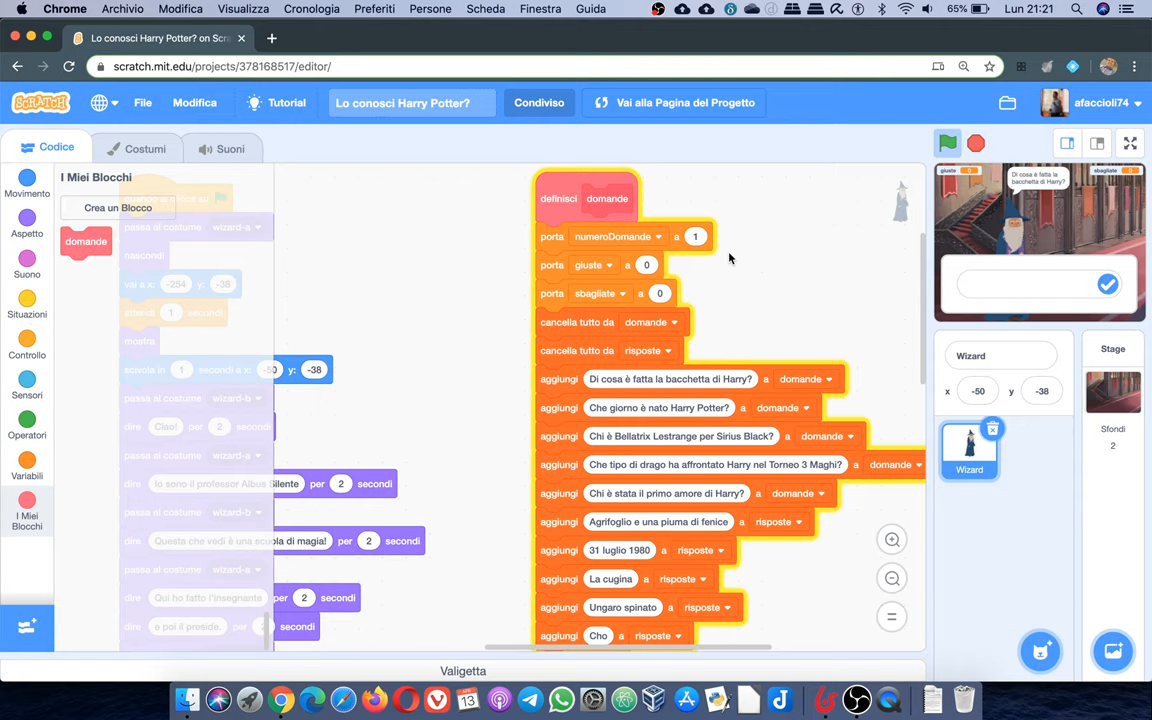 Chrome Archivio Modifica Visualizza Cronologia Preferiti Persone Scheda Finestra Guida 65% Lun 21:21
Lo conosci Harry Potter? on Scr
scratch.mit.edu/projects/378168517/editor/
SCRATCH File Modifica Tutorial Lo conosci Harry Potter? Condiviso Vai alla Pagina del Progetto afaccioli74
Codice Costumi Suoni
I Miei Blocchi
Crea un Blocco
domande
Movimento
Aspetto
Suono
Situazioni
Controllo
Sensori
Operatori
Variabili
I Miei Blocchi
passa al costume wizard-a
nascondi
vai a x: -254 y: -38
attendi 1 secondi
mostra
scivola in 1 secondi a x: -50 y: -38
passa al costume wizard-b
dire Ciao! per 2 secondi
passa al costume wizard-a
dire Io sono il professor Albus Silente per 2 secondi
passa al costume wizard-b
dire Questa che vedi è una scuola di magia! per 2 secondi
passa al costume wizard-a
dire Qui ho fatto l'insegnante per 2 secondi
dire e poi il preside. per 2 secondi
definisci domande
porta numeroDomande a 1
porta giuste a 0
porta sbagliate a 0
cancella tutto da domande
cancella tutto da risposte
aggiungi Di cosa è fatta la bacchetta di Harry? a domande
aggiungi Che giorno è nato Harry Potter? a domande
aggiungi Chi è Bellatrix Lestrange per Sirius Black? a domande
aggiungi Che tipo di drago ha affrontato Harry nel Torneo 3 Maghi? a domande
aggiungi Chi è stata il primo amore di Harry? a domande
aggiungi Agrifoglio e una piuma di fenice a risposte
aggiungi 31 luglio 1980 a risposte
aggiungi La cugina a risposte
aggiungi Ungaro spinato a risposte
aggiungi Cho a risposte
giuste 0
sbagliate 0
Di cosa è fatta la
bacchetta di Harry?
Wizard
x -50 y -38
Wizard
Stage
Sfondi
2
Valigetta
APR
13